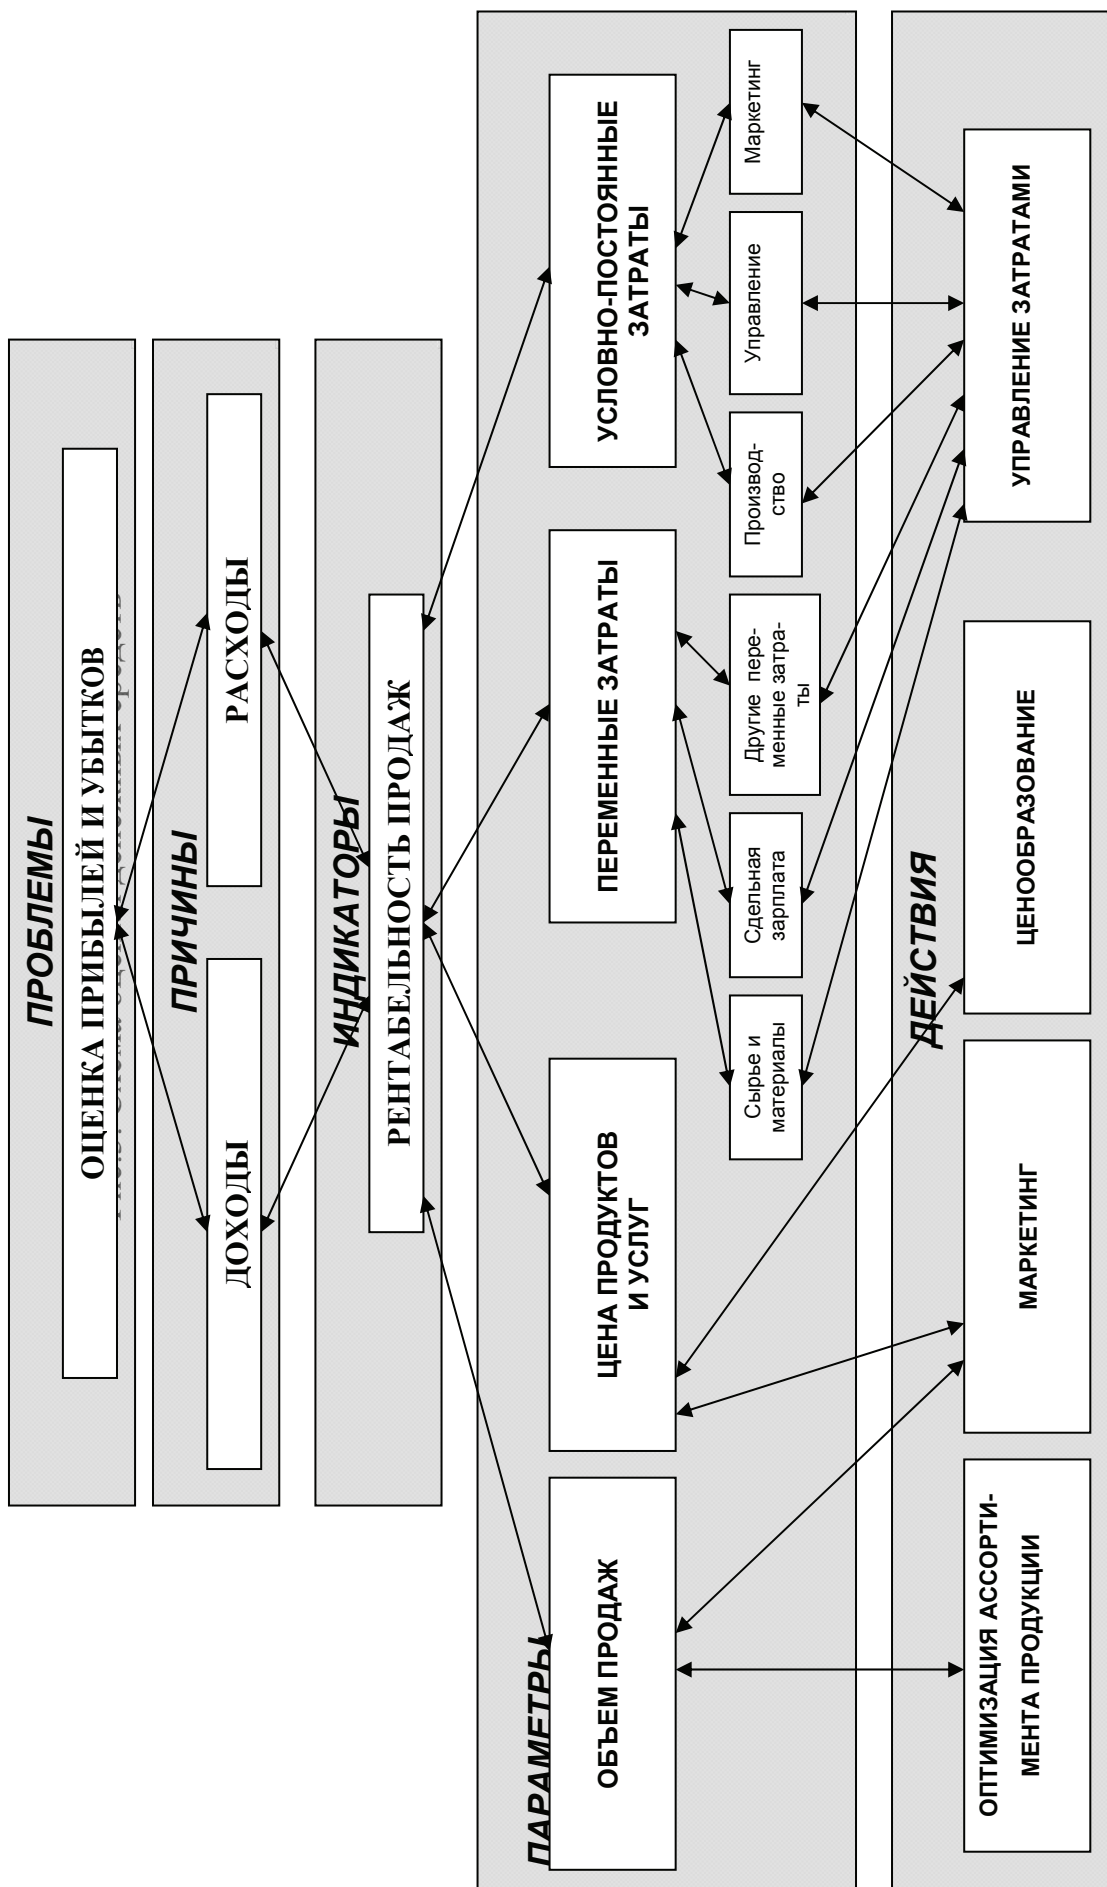 ПРОБЛЕМЫ
ОЦЕНКА ПРИБЫЛЕЙ И УБЫТКОВ
ПРИЧИНЫ
ДОХОДЫ
РАСХОДЫ
ИНДИКАТОРЫ
РЕНТАБЕЛЬНОСТЬ ПРОДАЖ
ПАРАМЕТРЫ
ОБЪЕМ ПРОДАЖ
ЦЕНА ПРОДУКТОВ
И УСЛУГ
ПЕРЕМЕННЫЕ ЗАТРАТЫ
УСЛОВНО-ПОСТОЯННЫЕ
ЗАТРАТЫ
Сырье и
материалы
Сдельная
зарплата
Другие пере-
менные затра-
ты
Производ-
ство
Управление
Маркетинг
ДЕЙСТВИЯ
ОПТИМИЗАЦИЯ АССОРТИ-
МЕНТА ПРОДУКЦИИ
МАРКЕТИНГ
ЦЕНООБРАЗОВАНИЕ
УПРАВЛЕНИЕ ЗАТРАТАМИ